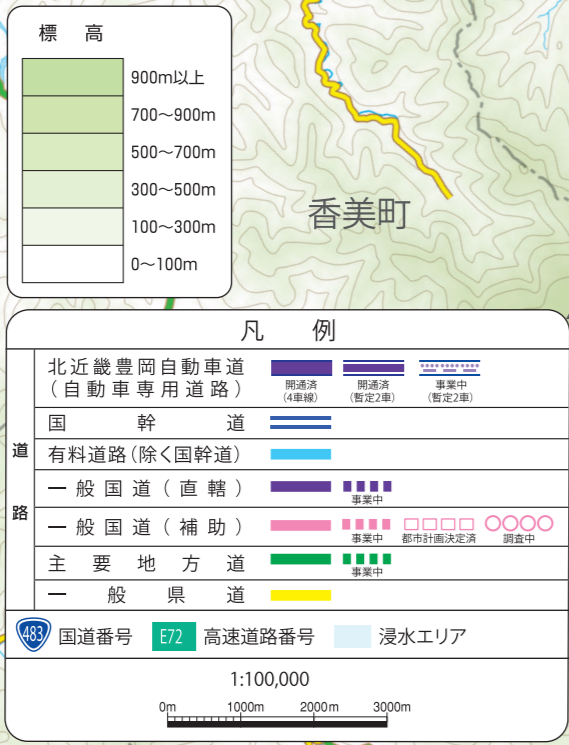 標高
900m以上
700～900m
500～700m
300～500m
100～300m
0～100m
香美町
凡例
道路
北近畿豊岡自動車道
(自動車専用道路)
開通済
(4車線)
開通済
(暫定2車)
事業中
(暫定2車)
国幹道
有料道路(除く国幹道)
一般国道(直轄)
事業中
一般国道(補助)
事業中
都市計画決定済
調査中
主要地方道
事業中
一般県道
483 国道番号 E72 高速道路番号 浸水エリア
1:100,000
0m 1000m 2000m 3000m